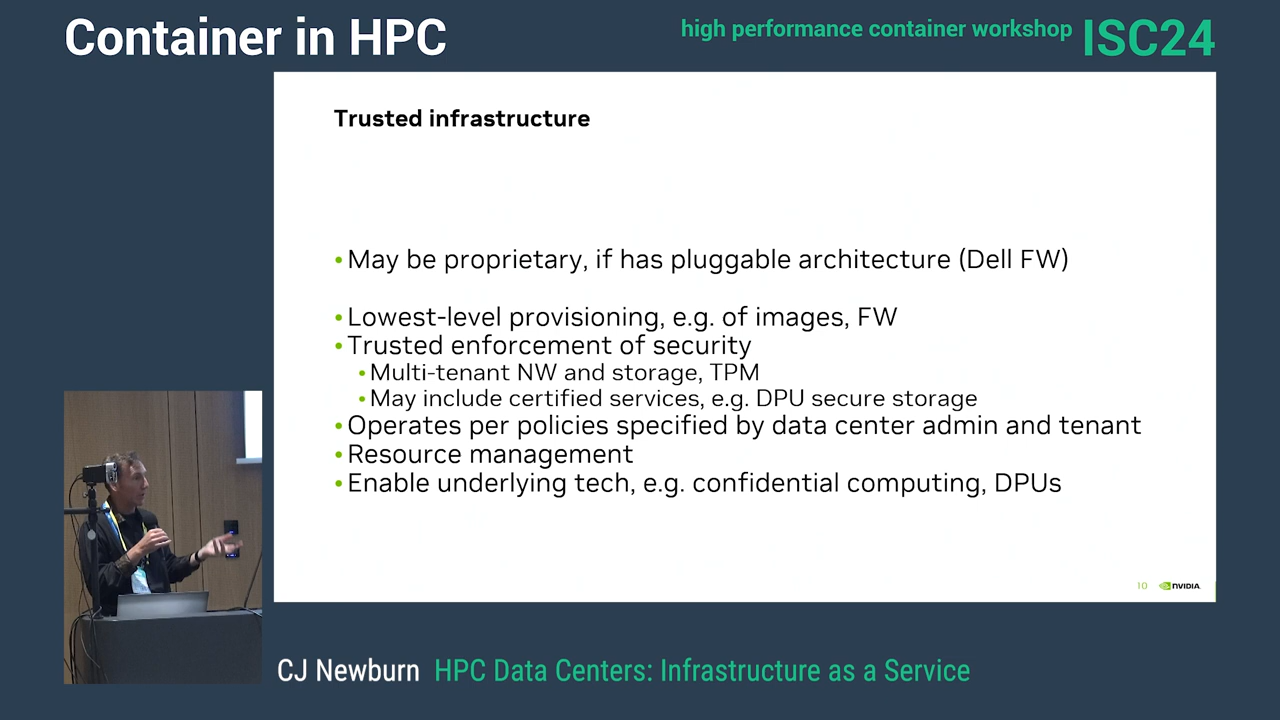 Container in HPC
high performance container workshop ISC24
Trusted infrastructure
• May be proprietary, if has pluggable architecture (Dell FW)
• Lowest-level provisioning, e.g. of images, FW
• Trusted enforcement of security
• Multi-tenant NW and storage, TPM
• May include certified services, e.g. DPU secure storage
• Operates per policies specified by data center admin and tenant
• Resource management
• Enable underlying tech, e.g. confidential computing, DPUs
10 NVIDIA.
CJ Newburn HPC Data Centers: Infrastructure as a Service